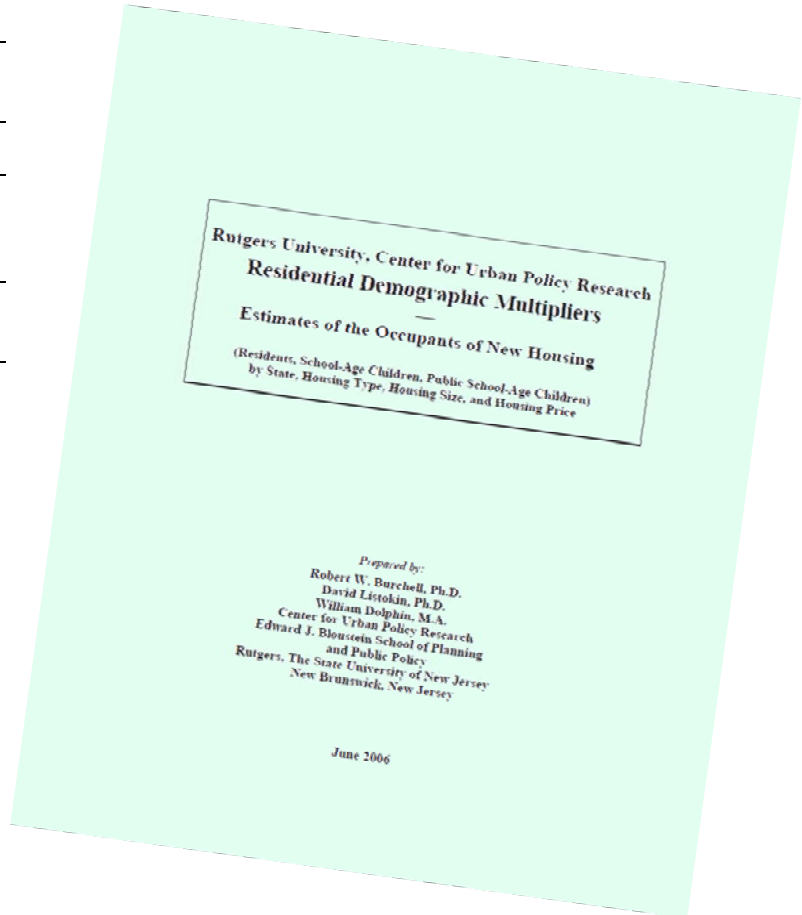 Rutgers University, Center for Urban Policy Research
Residential Demographic Multipliers
—
Estimates of the Occupants of New Housing
(Residents, School-Age Children, Public School-Age Children)
by State, Housing Type, Housing Size, and Housing Price
Prepared by:
Robert W. Burchell, Ph.D.
David Listokin, Ph.D.
William Dolphin, M.A.
Center for Urban Policy Research
Edward J. Bloustein School of Planning
and Public Policy
Rutgers, The State University of New Jersey
New Brunswick, New Jersey
June 2006